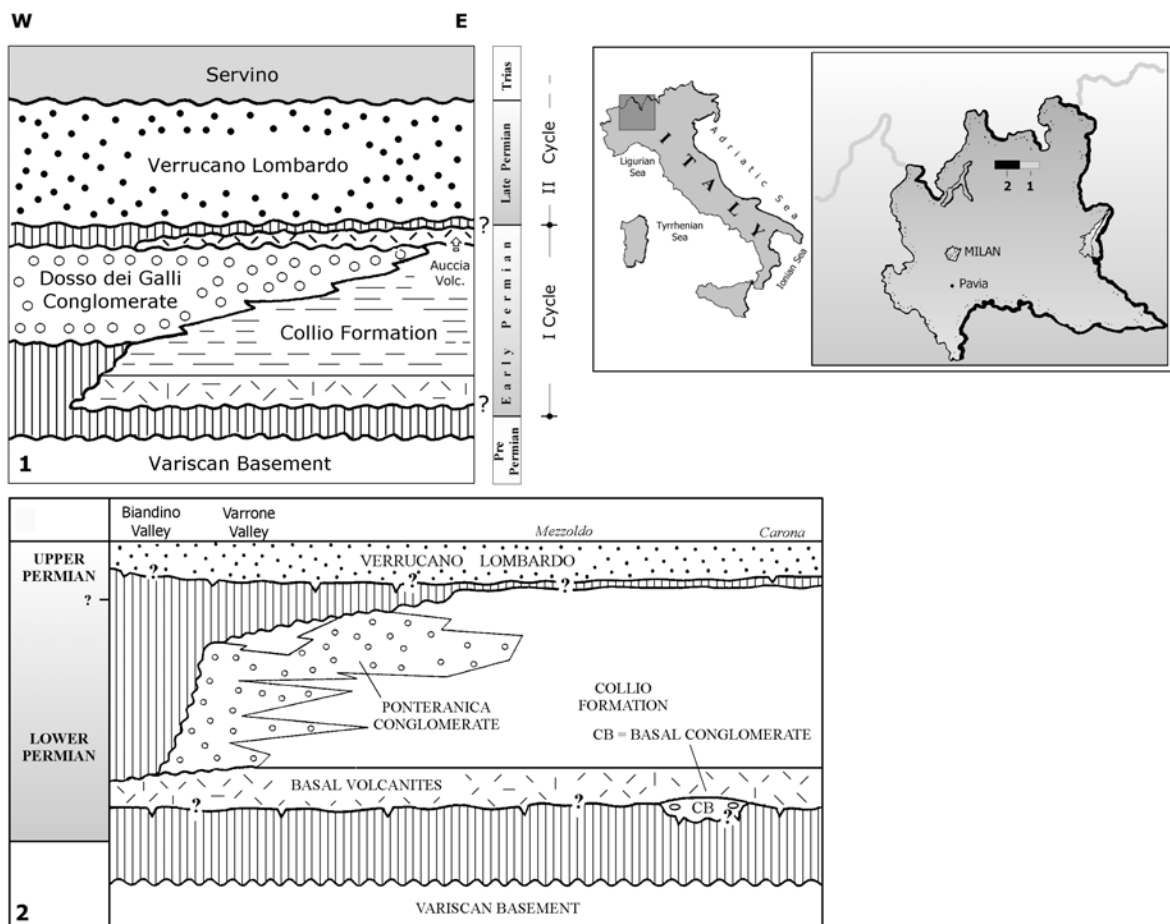 W
E
Servino
Verrucano Lombardo
?
Dosso dei Galli
Conglomerate
Auccia
Volc.
Collio Formation
?
Variscan Basement
1
Trias
Late Permian
Early Permian
Pre
Permian
II Cycle
I Cycle
ITALY
Adriatic Sea
Ligurian
Sea
Tyrrhenian
Sea
Ionian Sea
2 1
MILAN
Pavia
Biandino
Valley
Varrone
Valley
Mezzoldo
Carona
UPPER
PERMIAN
?
LOWER
PERMIAN
VERRUCANO LOMBARDO
?
?
?
PONTERANICA
CONGLOMERATE
COLLIO
FORMATION
CB = BASAL CONGLOMERATE
BASAL VOLCANITES
?
?
CB
?
VARISCAN BASEMENT
2